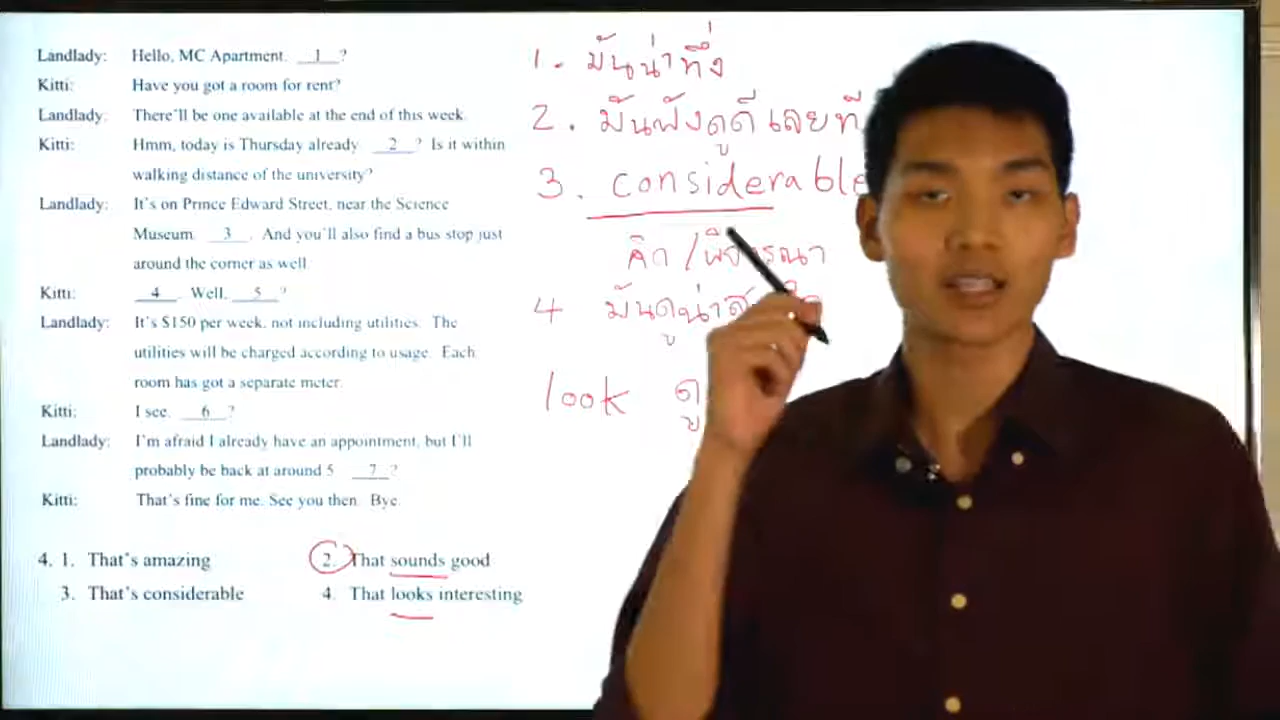 Landlady: Hello, MC Apartment. 1 ?
Kitti: Have you got a room for rent?
Landlady: There'll be one available at the end of this week.
Kitti: Hmm, today is Thursday already. 2 ? Is it within
walking distance of the university?
Landlady: It's on Prince Edward Street, near the Science
Museum. 3 . And you'll also find a bus stop just
around the corner as well.
Kitti: 4 . Well, 5 ?
Landlady: It's $150 per week, not including utilities. The
utilities will be charged according to usage. Each
room has got a separate meter.
Kitti: I see. 6 ?
Landlady: I'm afraid I already have an appointment, but I'll
probably be back at around 5. 7 ?
Kitti: That's fine for me. See you then. Bye.
4. 1. That's amazing 2. That sounds good
3. That's considerable 4. That looks interesting
1. มันน่าทึ่ง
2. มันฟังดูดีเลยที
3. considerable
คิด /
4 มันดูน่า
look ดู